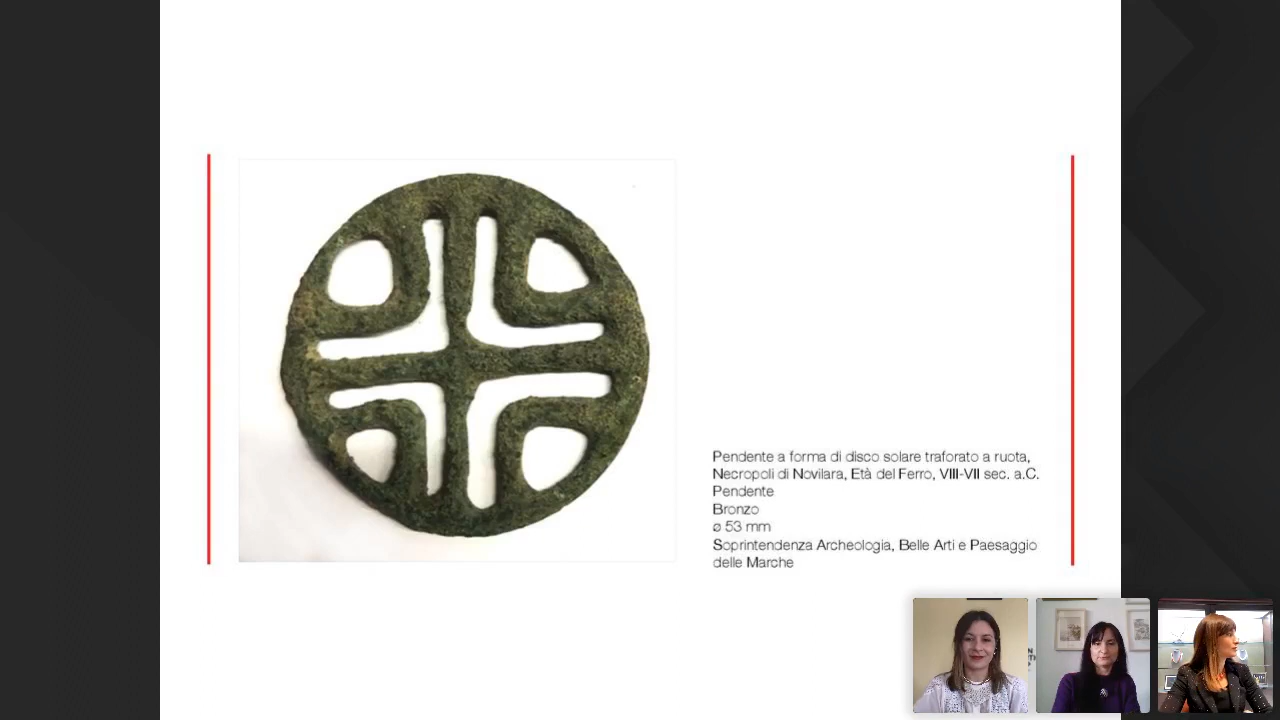 Pendente a forma di disco solare traforato a ruota,
Necropoli di Novilara, Età del Ferro, VIII-VII sec. a.C.
Pendente
Bronzo
ø 53 mm
Soprintendenza Archeologia, Belle Arti e Paesaggio
delle Marche